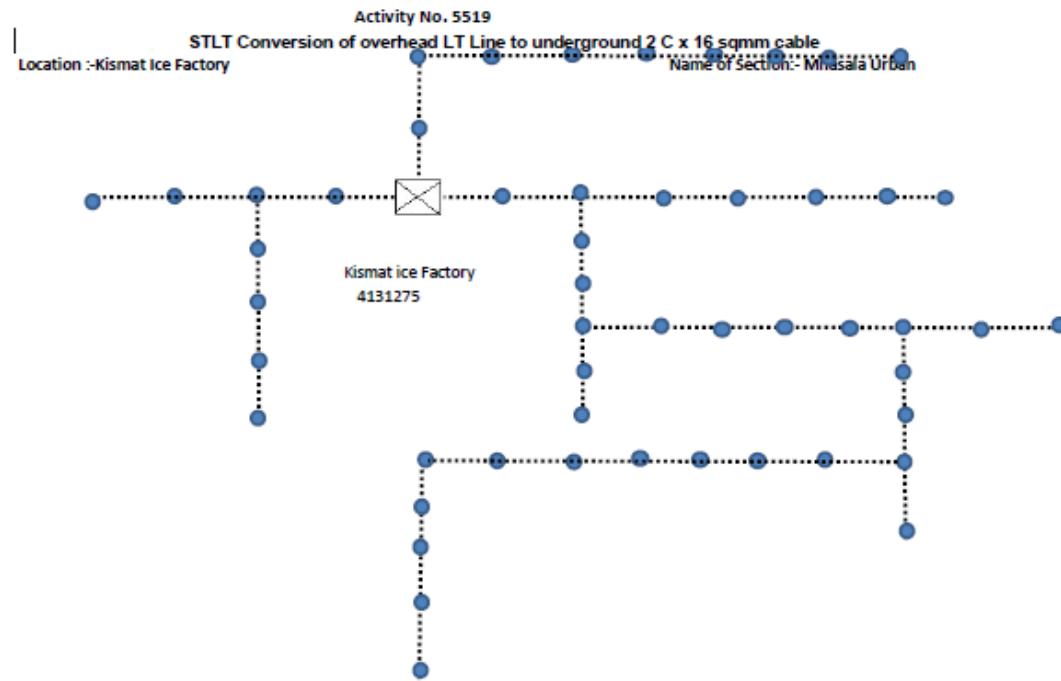 Activity No. 5519
STLT Conversion of overhead LT Line to underground 2 C x 16 sqmm cable
Location :-Kismat Ice Factory
Name of Section:- Mhasala Urban
Kismat ice Factory
4131275